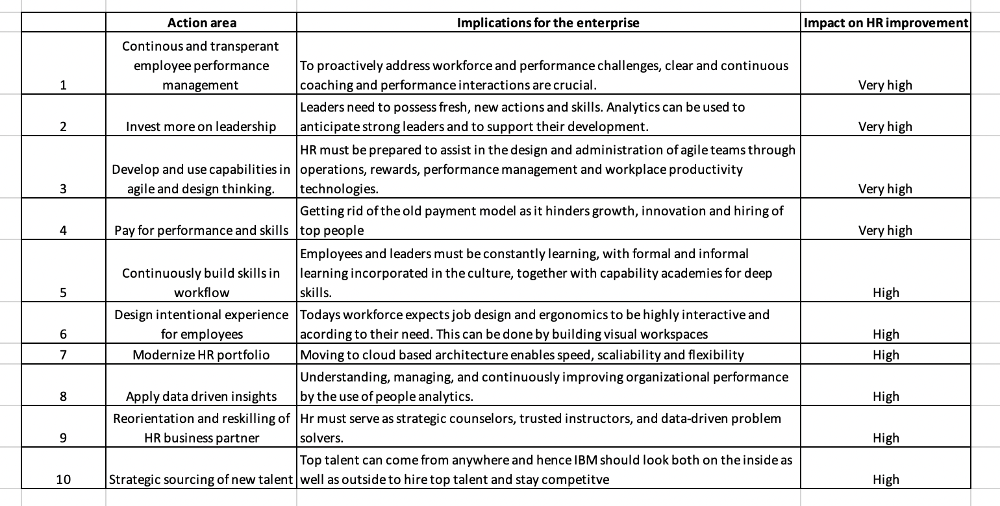 Action area Implications for the enterprise Impact on HR improvement
Continous and transperant
employee performance
management
1
To proactively address workforce and performance challenges, clear and continuous
coaching and performance interactions are crucial.
Very high
2
Invest more on leadership
Leaders need to possess fresh, new actions and skills. Analytics can be used to
anticipate strong leaders and to support their development.
Very high
3
Develop and use capabilities in
agile and design thinking.
HR must be prepared to assist in the design and administration of agile teams through
operations, rewards, performance management and workplace productivity
technologies.
Very high
4
Pay for performance and skills
Getting rid of the old payment model as it hinders growth, innovation and hiring of
top people
Very high
5
Continuously build skills in
workflow
Employees and leaders must be constantly learning, with formal and informal
learning incorporated in the culture, together with capability academies for deep
skills.
High
6
Design intentional experience
for employees
Todays workforce expects job design and ergonomics to be highly interactive and
acording to their need. This can be done by building visual workspaces
High
7
Modernize HR portfolio
Moving to cloud based architecture enables speed, scaliability and flexibility
High
8
Apply data driven insights
Understanding, managing, and continuously improving organizational performance
by the use of people analytics.
High
9
Reorientation and reskilling of
HR business partner
Hr must serve as strategic counselors, trusted instructors, and data-driven problem
solvers.
High
10
Strategic sourcing of new talent
Top talent can come from anywhere and hence IBM should look both on the inside as
well as outside to hire top talent and stay competitve
High